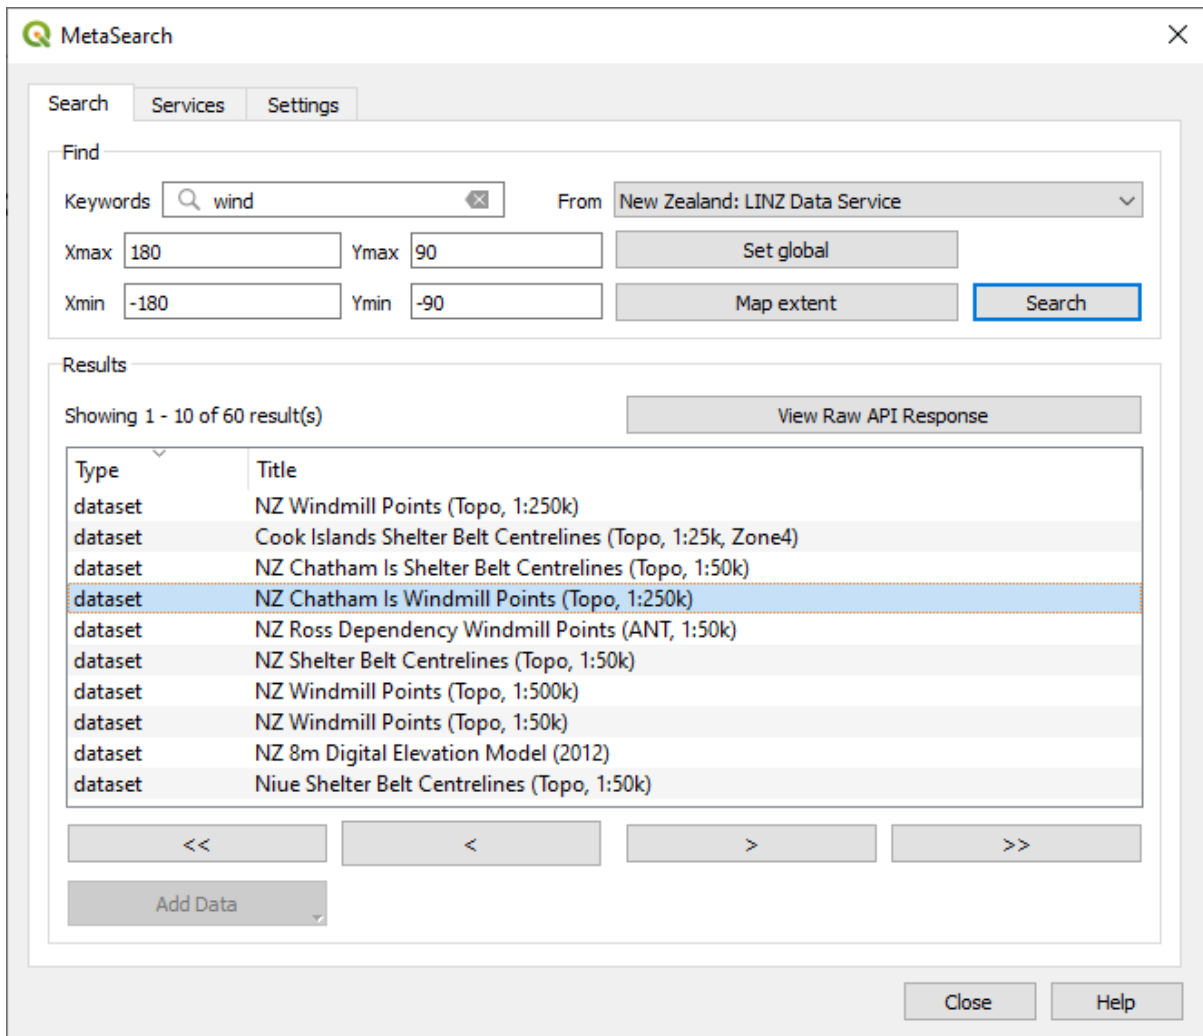 MetaSearch
Search Services Settings
Find
Keywords wind From New Zealand: LINZ Data Service
Xmax 180 Ymax 90 Set global
Xmin -180 Ymin -90 Map extent Search
Results
Showing 1 - 10 of 60 result(s) View Raw API Response
Type Title
dataset NZ Windmill Points (Topo, 1:250k)
dataset Cook Islands Shelter Belt Centrelines (Topo, 1:25k, Zone4)
dataset NZ Chatham Is Shelter Belt Centrelines (Topo, 1:50k)
dataset NZ Chatham Is Windmill Points (Topo, 1:250k)
dataset NZ Ross Dependency Windmill Points (ANT, 1:50k)
dataset NZ Shelter Belt Centrelines (Topo, 1:50k)
dataset NZ Windmill Points (Topo, 1:500k)
dataset NZ Windmill Points (Topo, 1:50k)
dataset NZ 8m Digital Elevation Model (2012)
dataset Niue Shelter Belt Centrelines (Topo, 1:50k)
<< < > >>
Add Data
Close Help